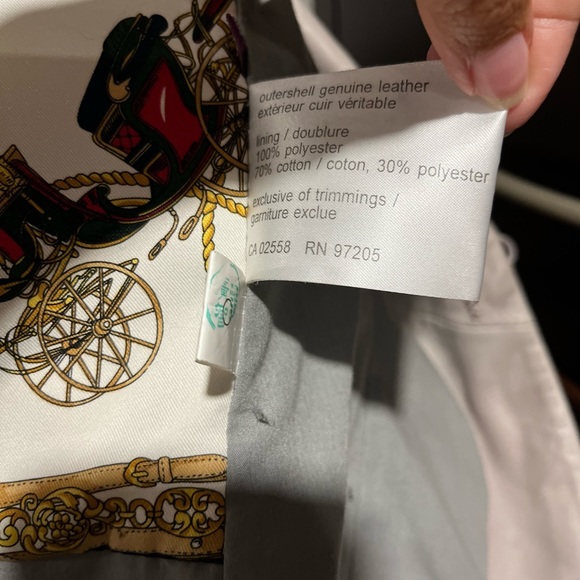 outershell genuine leather
extérieur cuir véritable
lining / doublure
100% polyester
70% cotton / coton, 30% polyester
exclusive of trimmings /
garniture exclue
CA 02558 RN 97205